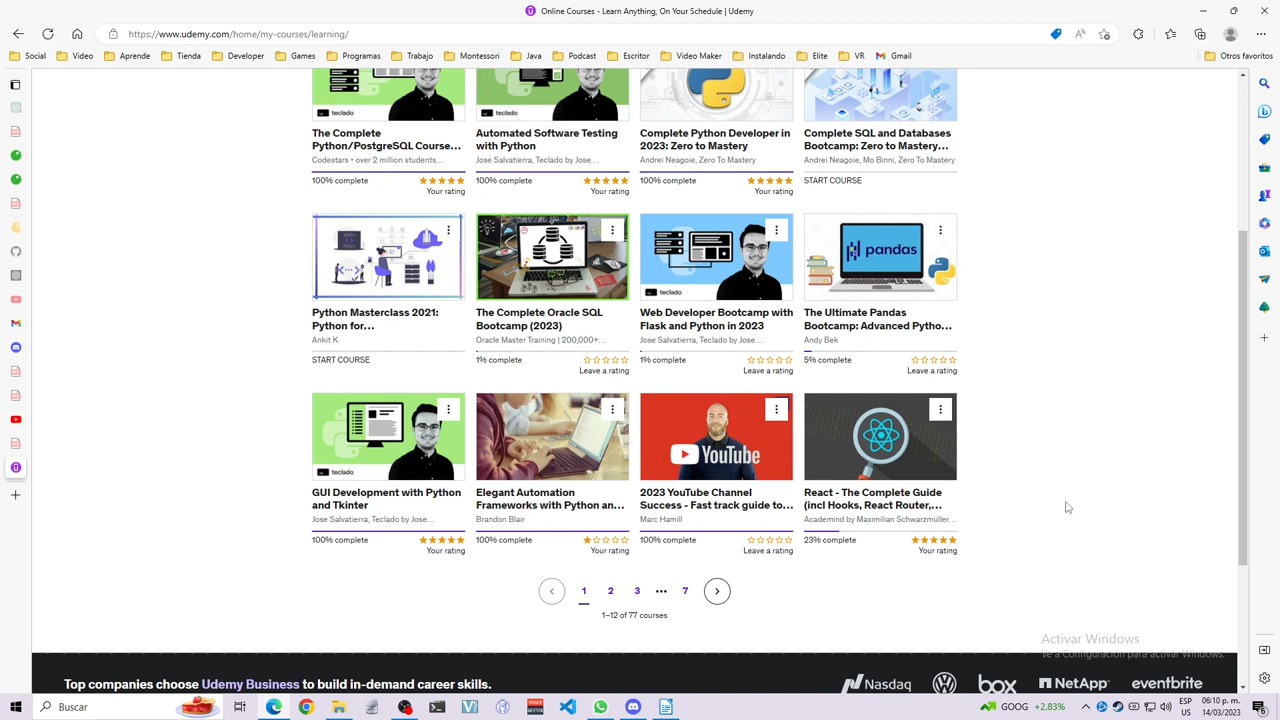 Online Courses - Learn Anything, On Your Schedule | Udemy
https://www.udemy.com/home/my-courses/learning/
Social Video Aprende Tienda Developer Games Programas Trabajo Montessori Java Podcast Escritor Video Maker Instalando Elite VR Gmail Otros favoritos
teclado teclado
The Complete Python/PostgreSQL Course...
Codestars • over 2 million students...
100% complete
Your rating
Automated Software Testing with Python
Jose Salvatierra, Teclado by Jose...
100% complete
Your rating
Complete Python Developer in 2023: Zero to Mastery
Andrei Neagoie, Zero To Mastery
100% complete
Your rating
Complete SQL and Databases Bootcamp: Zero to Mastery...
Andrei Neagoie, Mo Binni, Zero To Mastery
START COURSE
Python Masterclass 2021: Python for...
Ankit K
START COURSE
The Complete Oracle SQL Bootcamp (2023)
Oracle Master Training | 200,000+...
1% complete
Leave a rating
teclado
Web Developer Bootcamp with Flask and Python in 2023
Jose Salvatierra, Teclado by Jose...
1% complete
Leave a rating
pandas
The Ultimate Pandas Bootcamp: Advanced Pytho...
Andy Bek
5% complete
Leave a rating
teclado
GUI Development with Python and Tkinter
Jose Salvatierra, Teclado by Jose...
100% complete
Your rating
Elegant Automation Frameworks with Python an...
Brandon Blair
100% complete
Your rating
YouTube
2023 YouTube Channel Success - Fast track guide to...
Marc Hamill
100% complete
Leave a rating
React - The Complete Guide (incl Hooks, React Router,...
Academind by Maximilian Schwarzmüller...
23% complete
Your rating
1 2 3 ••• 7
1–12 of 77 courses
Activar Windows
Ve a Configuración para activar Windows.
Top companies choose Udemy Business to build in-demand career skills.
Nasdaq box NetApp eventbrite
Buscar
GOOG +2.83%
ESP
US
06:10 p. m.
14/03/2023